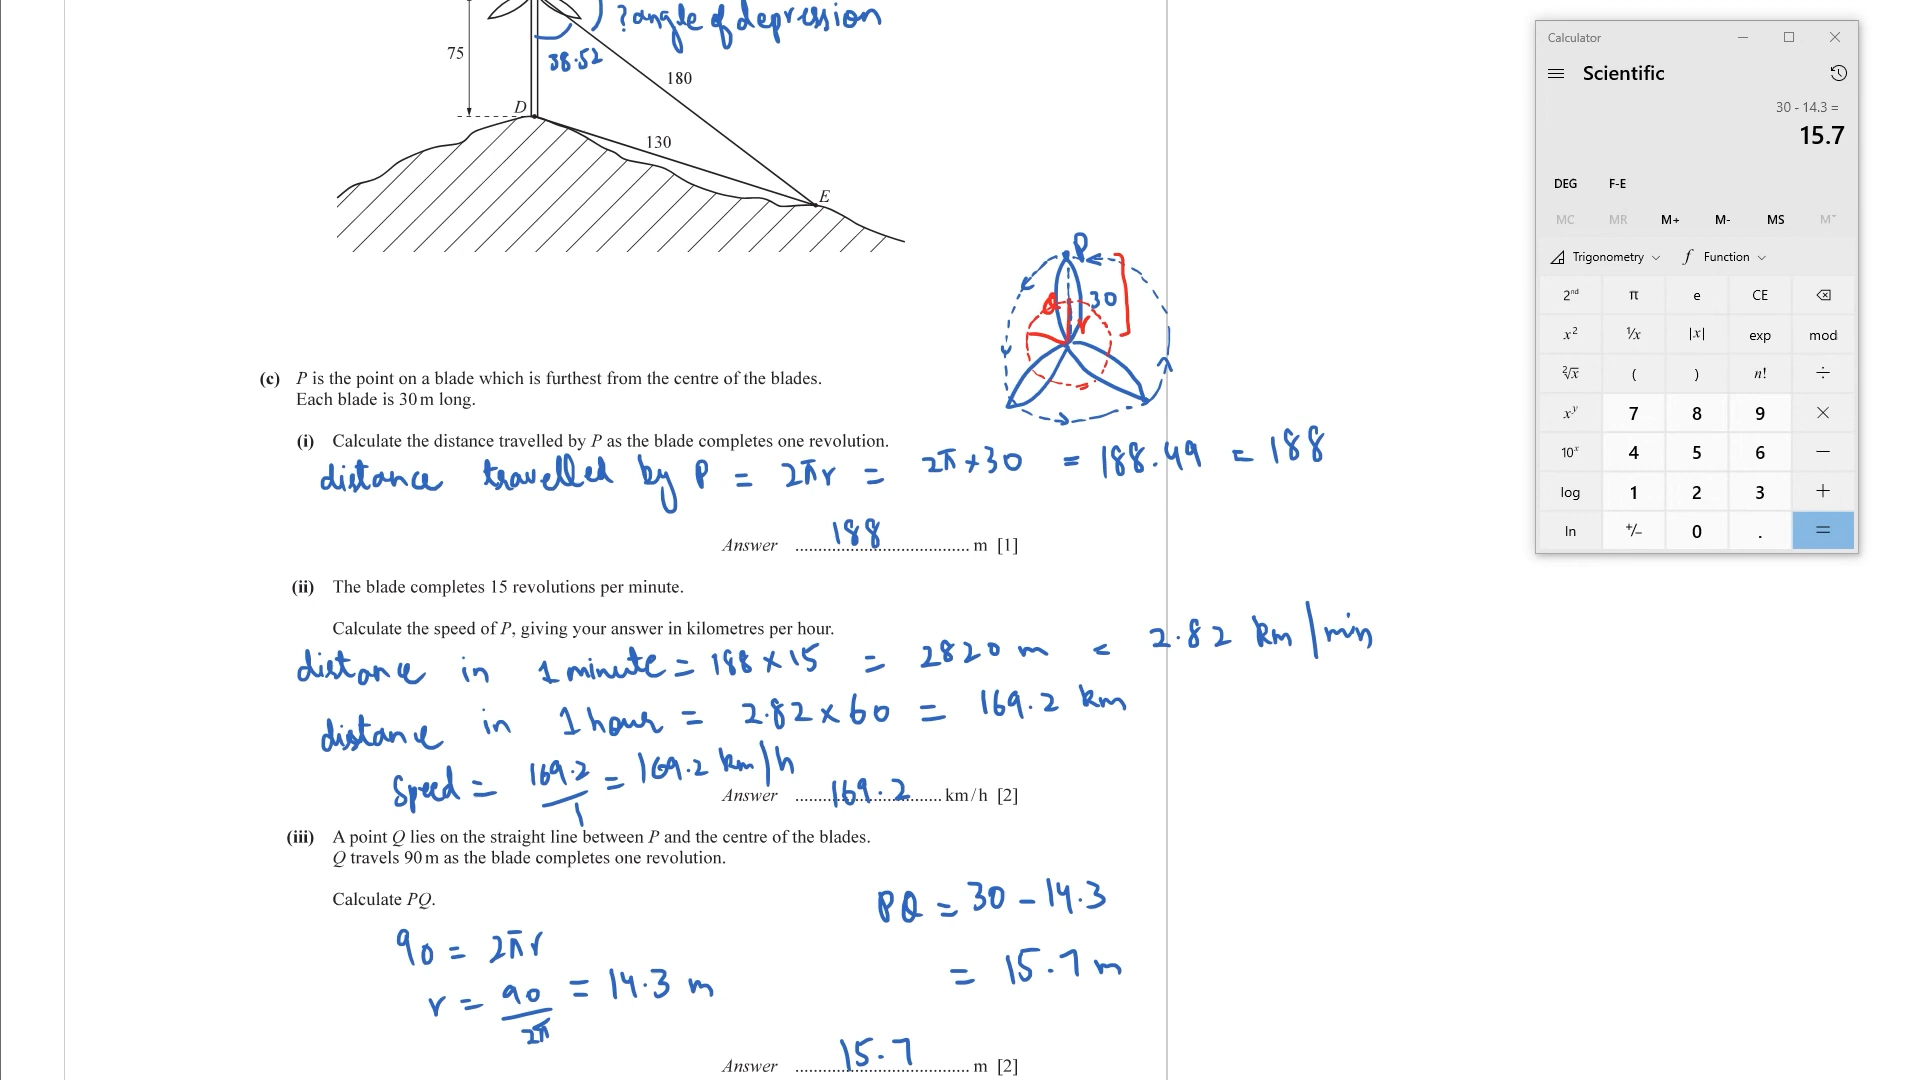 ? angle of depression
75
38.52
180
D
130
E
P
30
Q
r
(c) P is the point on a blade which is furthest from the centre of the blades.
Each blade is 30 m long.
(i) Calculate the distance travelled by P as the blade completes one revolution.
distance travelled by P = 2πr = 2π×30 = 188.49 = 188
Answer 188 m [1]
(ii) The blade completes 15 revolutions per minute.
Calculate the speed of P, giving your answer in kilometres per hour.
distance in 1 minute = 188 × 15 = 2820 m = 2.82 km/min
distance in 1 hour = 2.82 × 60 = 169.2 km
Speed = 169.2/1 = 169.2 km/h
Answer 169.2 km/h [2]
(iii) A point Q lies on the straight line between P and the centre of the blades.
Q travels 90 m as the blade completes one revolution.
Calculate PQ.
90 = 2πr
r = 90/2π = 14.3 m
PQ = 30 - 14.3
= 15.7 m
Answer 15.7 m [2]
Calculator
Scientific
30 - 14.3 =
15.7
DEG F-E
MC MR M+ M- MS M˅
Trigonometry f Function
2ⁿᵈ π e CE
x² ¹/x |x| exp mod
²√x ( ) n! ÷
xʸ 7 8 9 ×
10ˣ 4 5 6 −
log 1 2 3 +
ln +/− 0 . =